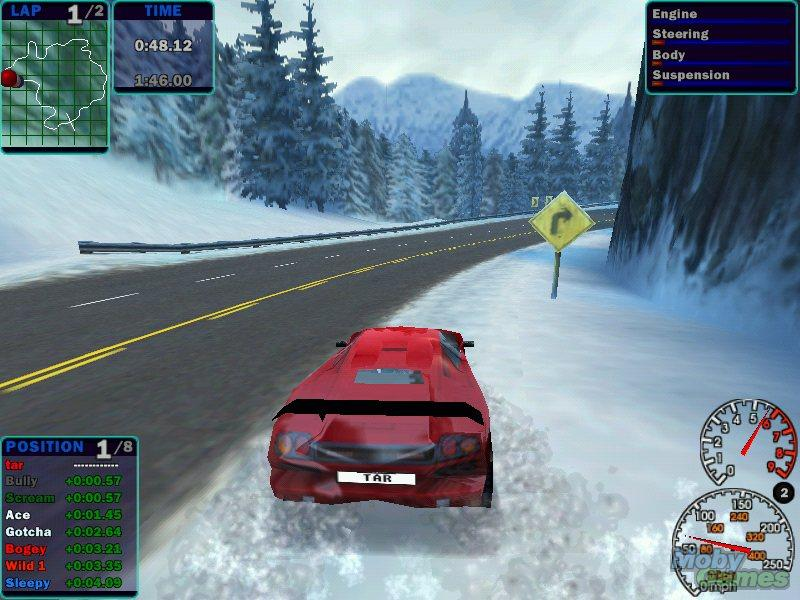 LAP 1/2
TIME
0:48.12
1:46.00
Engine
Steering
Body
Suspension
TAR
POSITION 1/8
tar ------------
Bully +0:00.57
Scream +0:00.57
Ace +0:01.45
Gotcha +0:02.64
Bogey +0:03.21
Wild 1 +0:03.35
Sleepy +0:04.09
0 1 2 3 4 5 6 7 8 9
2
50 100 150 200 250
80 160 240 320 400
0 mph
Moby
Games